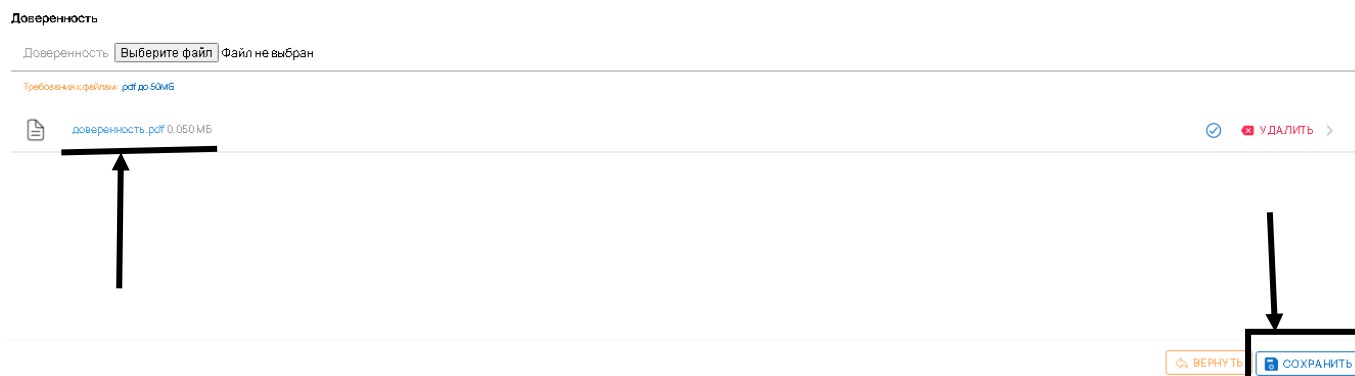 Доверенность
Доверенность Выберите файл Файл не выбран
Требования к файлам: .pdf до 50МБ
доверенность.pdf 0.050 МБ
УДАЛИТЬ
ВЕРНУТЬ
СОХРАНИТЬ